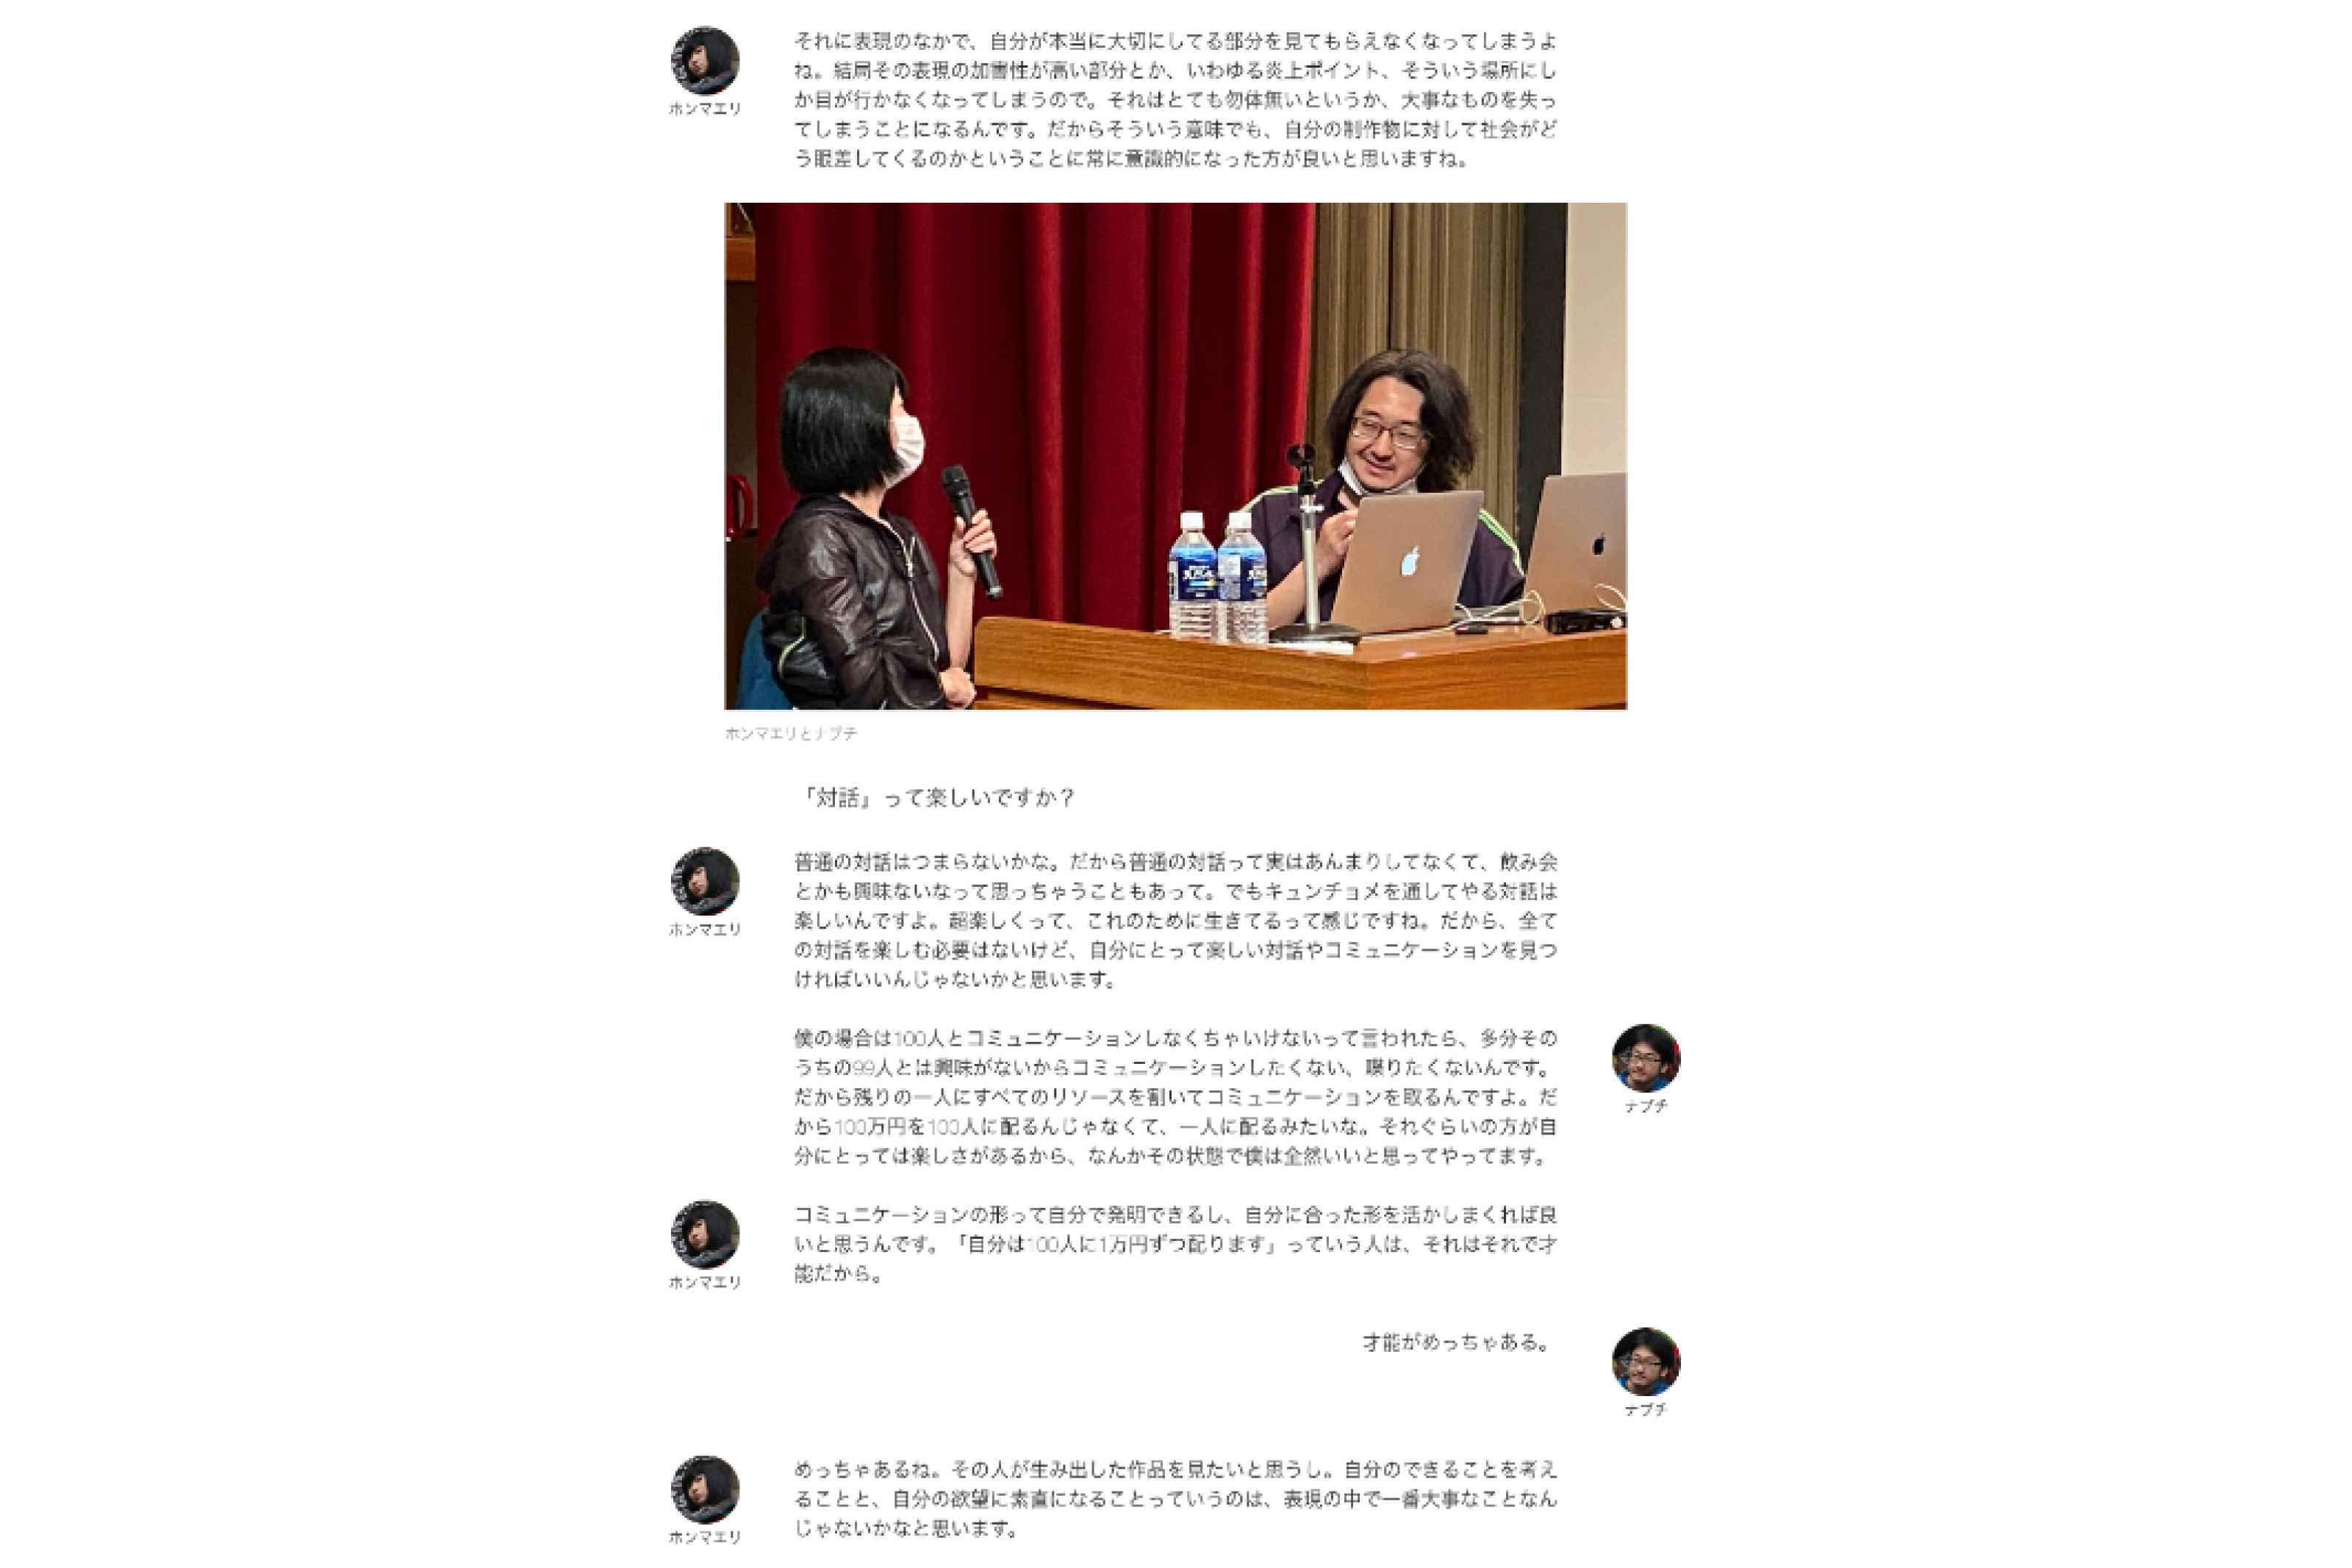 それに表現のなかで、自分が本当に大切にしてる部分を見てもらえなくなってしまうよ
ね。結局その表現の加害性が高い部分とか、いわゆる炎上ポイント、そういう場所にし
か目が行かなくなってしまうので。それはとても勿体無いというか、大事なものを失っ
てしまうことになるんです。だからそういう意味でも、自分の制作物に対して社会がど
う眼差してくるのかということに常に意識的になった方が良いと思いますね。
ホンマエリ
ホンマエリとナブチ
「対話」って楽しいですか？
普通の対話はつまらないかな。だから普通の対話って実はあんまりしてなくて、飲み会
とかも興味ないなって思っちゃうこともあって。でもキュンチョメを通してやる対話は
楽しいんですよ。超楽しくって、これのために生きてるって感じですね。だから、全て
の対話を楽しむ必要はないけど、自分にとって楽しい対話やコミュニケーションを見つ
ければいいんじゃないかと思います。
ホンマエリ
僕の場合は100人とコミュニケーションしなくちゃいけないって言われたら、多分その
うちの99人とは興味がないからコミュニケーションしたくない、喋りたくないんです。
だから残りの一人にすべてのリソースを割いてコミュニケーションを取るんですよ。だ
から100万円を100人に配るんじゃなくて、一人に配るみたいな。それぐらいの方が自
分にとっては楽しさがあるから、なんかその状態で僕は全然いいと思ってやってます。
ナブチ
コミュニケーションの形って自分で発明できるし、自分に合った形を活かしまくれば良
いと思うんです。「自分は100人に1万円ずつ配ります」っていう人は、それはそれで才
能だから。
ホンマエリ
才能がめっちゃある。
ナブチ
めっちゃあるね。その人が生み出した作品を見たいと思うし。自分のできることを考え
ることと、自分の欲望に素直になることっていうのは、表現の中で一番大事なことなん
じゃないかなと思います。
ホンマエリ